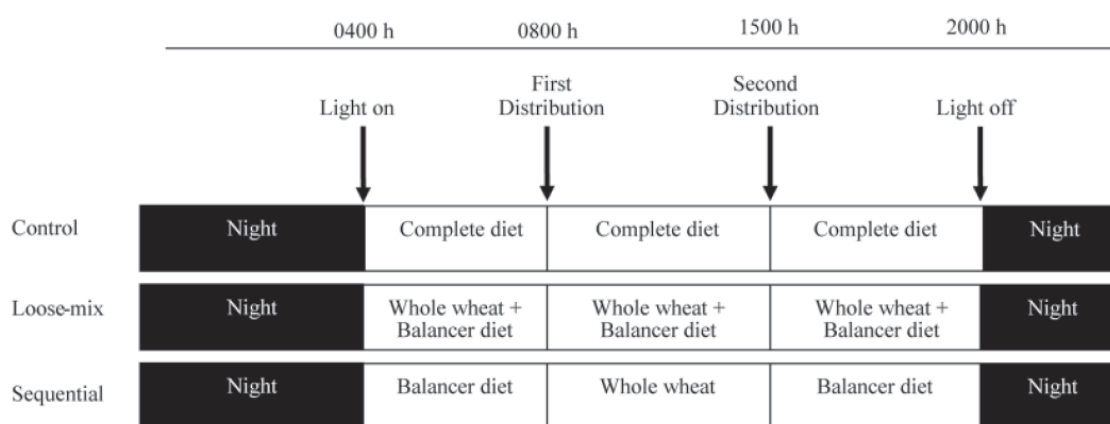 0400 h 0800 h 1500 h 2000 h
Light on
First
Distribution
Second
Distribution
Light off
Control Night Complete diet Complete diet Complete diet Night
Loose-mix Night
Whole wheat +
Balancer diet
Whole wheat +
Balancer diet
Whole wheat +
Balancer diet
Night
Sequential Night Balancer diet Whole wheat Balancer diet Night